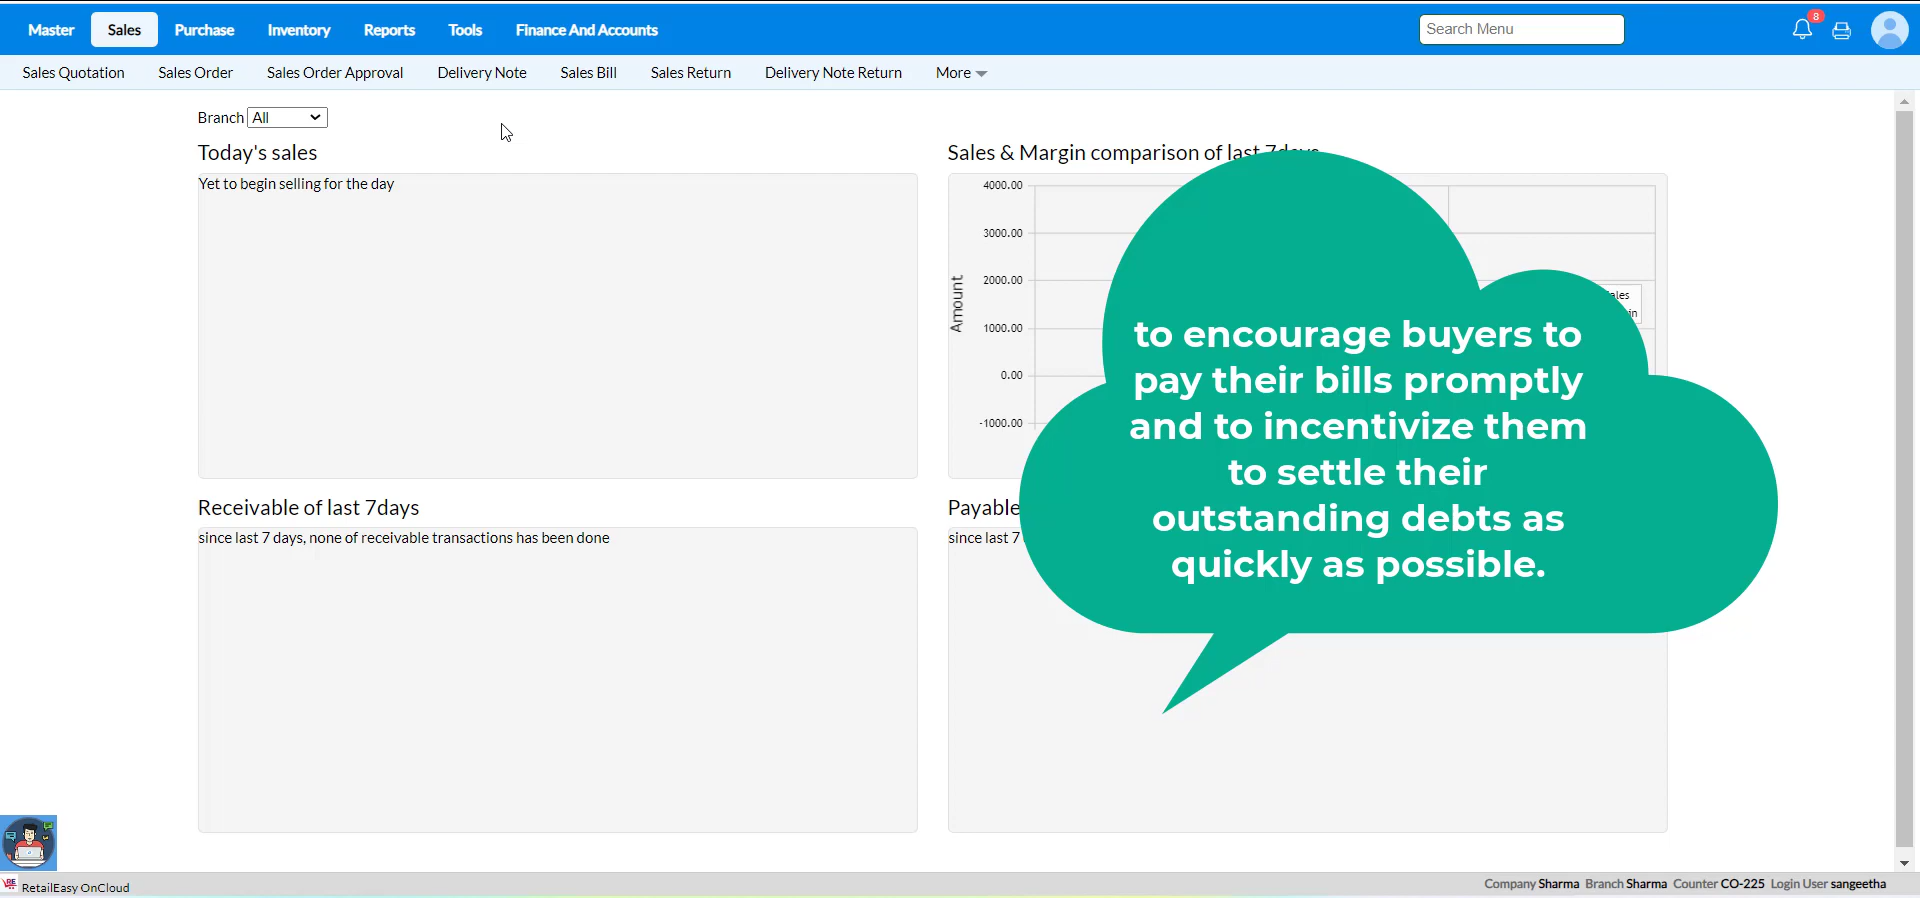 Master Sales Purchase Inventory Reports Tools Finance And Accounts Search Menu 8
Sales Quotation Sales Order Sales Order Approval Delivery Note Sales Bill Sales Return Delivery Note Return More
Branch All
Today's sales
Yet to begin selling for the day
Sales & Margin comparison of last 7days
4000.00
3000.00
2000.00
1000.00
0.00
-1000.00
Amount
to encourage buyers to
pay their bills promptly
and to incentivize them
to settle their
outstanding debts as
quickly as possible.
Receivable of last 7days
since last 7 days, none of receivable transactions has been done
Payable
since last 7
RE
RetailEasy OnCloud
Company Sharma Branch Sharma Counter CO-225 Login User sangeetha